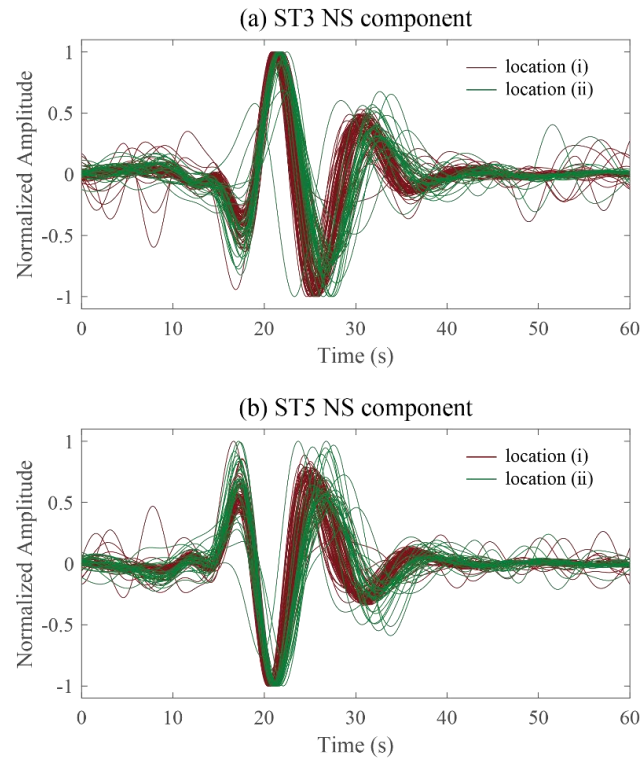 (a) ST3 NS component
1
0.5
0
-0.5
-1
Normalized Amplitude
location (i)
location (ii)
0 10 20 30 40 50 60
Time (s)
(b) ST5 NS component
1
0.5
0
-0.5
-1
Normalized Amplitude
location (i)
location (ii)
0 10 20 30 40 50 60
Time (s)